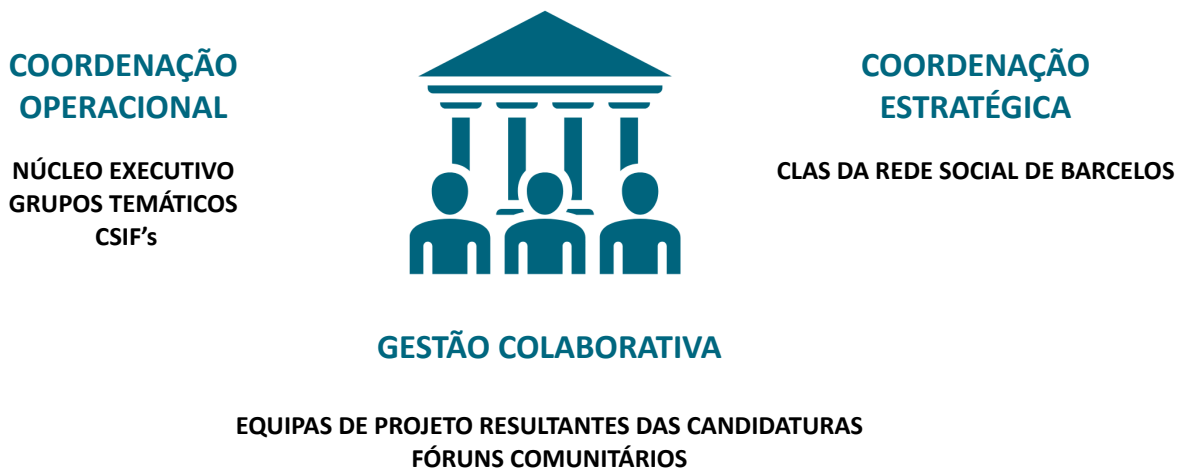 COORDENAÇÃO
OPERACIONAL
NÚCLEO EXECUTIVO
GRUPOS TEMÁTICOS
CSIF’s
COORDENAÇÃO
ESTRATÉGICA
CLAS DA REDE SOCIAL DE BARCELOS
GESTÃO COLABORATIVA
EQUIPAS DE PROJETO RESULTANTES DAS CANDIDATURAS
FÓRUNS COMUNITÁRIOS